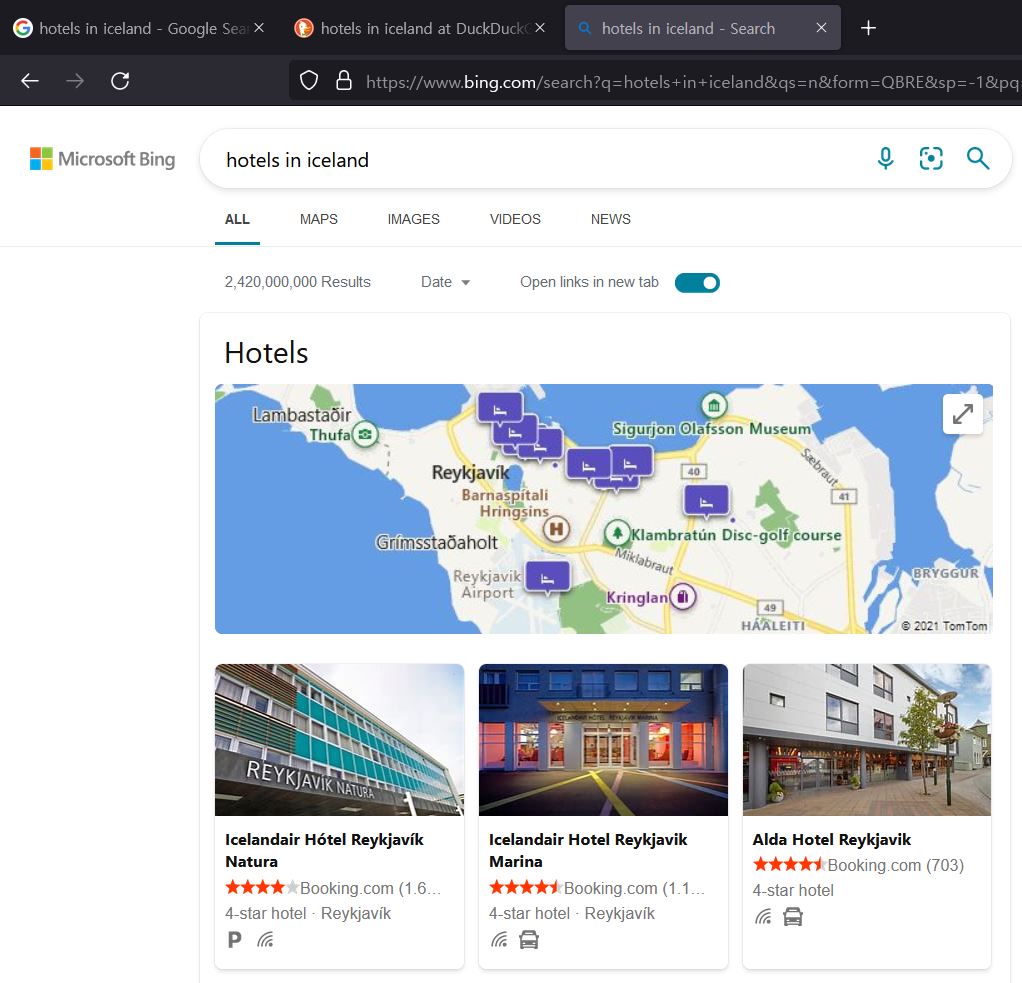 hotels in iceland - Google Sea
hotels in iceland at DuckDuckG
hotels in iceland - Search
https://www.bing.com/search?q=hotels+in+iceland&qs=n&form=QBRE&sp=-1&pq=
Microsoft Bing
hotels in iceland
ALL MAPS IMAGES VIDEOS NEWS
2,420,000,000 Results Date Open links in new tab
Hotels
Lambastaðir
Thufa
Sigurjon Olafsson Museum
Sæbraut
Reykjavík
40
41
Barnaspítali
Hringsins
H
Klambratún Disc-golf course
Grímsstaðaholt
Miklabraut
Reykjavik
Airport
BRYGGUR
Kringlan
49
HÁALEITI
© 2021 TomTom
REYKJAVIK NATURA
ICELANDAIR HÓTEL REYKJAVÍK MARINA
Icelandair Hótel Reykjavík
Natura
Booking.com (1.6...
4-star hotel · Reykjavík
P
Icelandair Hotel Reykjavik
Marina
Booking.com (1.1...
4-star hotel · Reykjavík
Alda Hotel Reykjavik
Booking.com (703)
4-star hotel